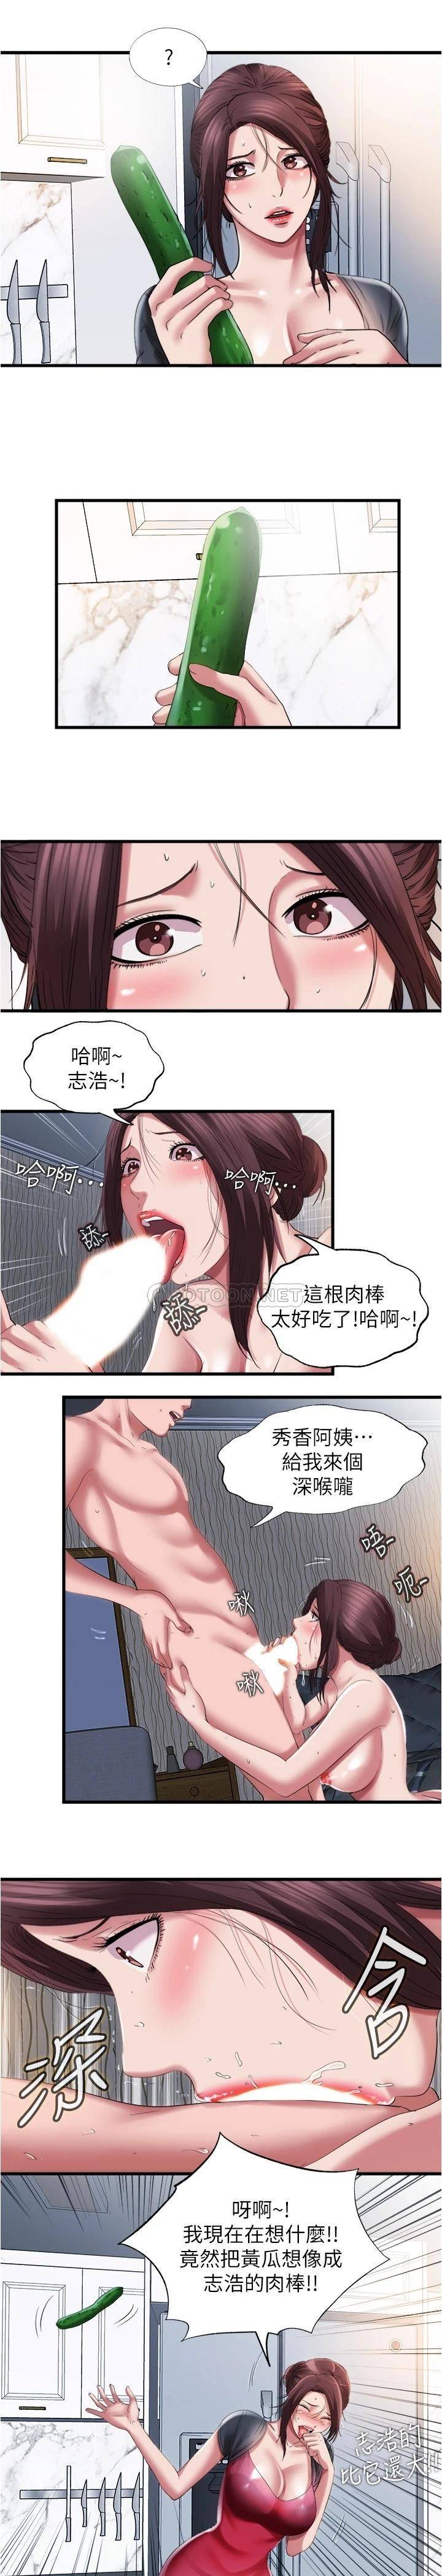 ?
哈啊~
志浩~!
哈啊…
哈啊…
舔-
TOPTOON.NET
舔-
這根肉棒
太好吃了!哈啊~!
秀香阿姨…
給我來個
深喉嚨
唔-
呃-
啾
啾
含
深
呀啊~!
我現在在想什麼!!
竟然把黃瓜想像成
志浩的肉棒!!
志浩的
比它還大!!